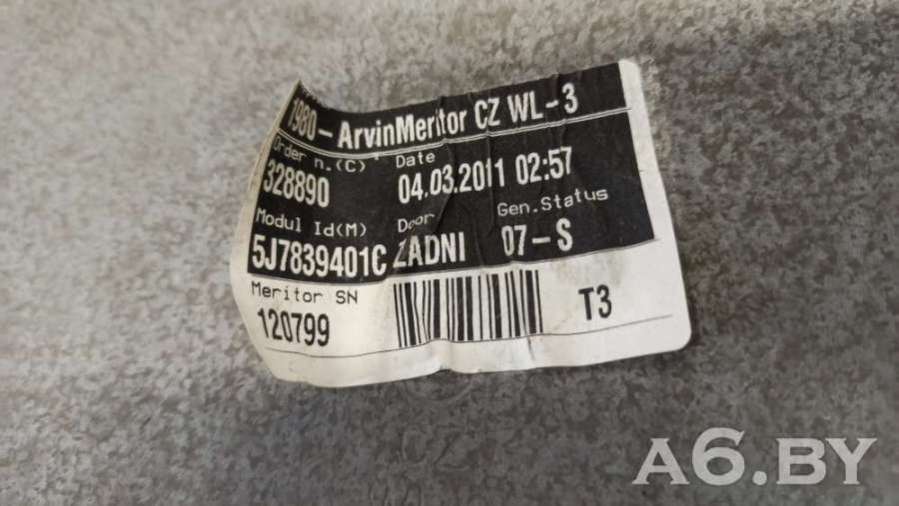 1980-ArvinMeritor CZ WL-3
Order n.(C) Date
328890 04.03.2011 02:57
Modul Id(M) Door Gen.Status
5J7839401C ZADNI 07-S
Meritor SN
120799 T3
A6.BY